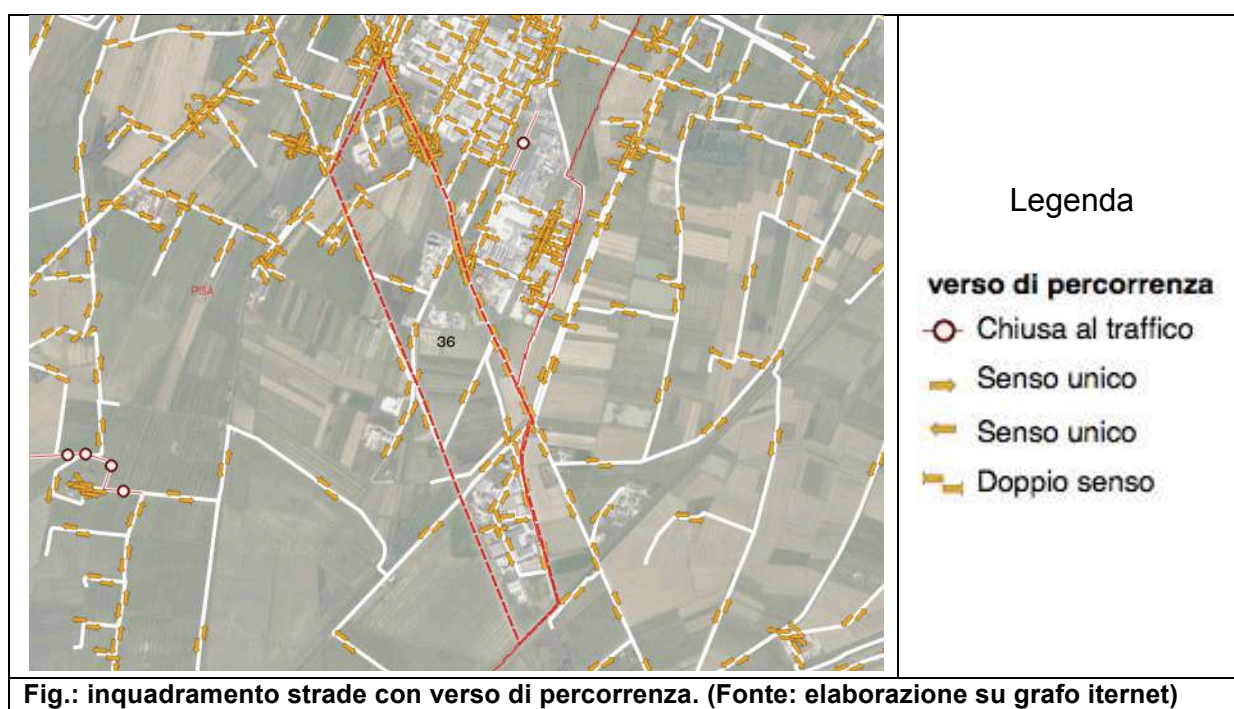 PISA
36
Legenda
verso di percorrenza
Chiusa al traffico
Senso unico
Senso unico
Doppio senso
Fig.: inquadramento strade con verso di percorrenza. (Fonte: elaborazione su grafo iternet)